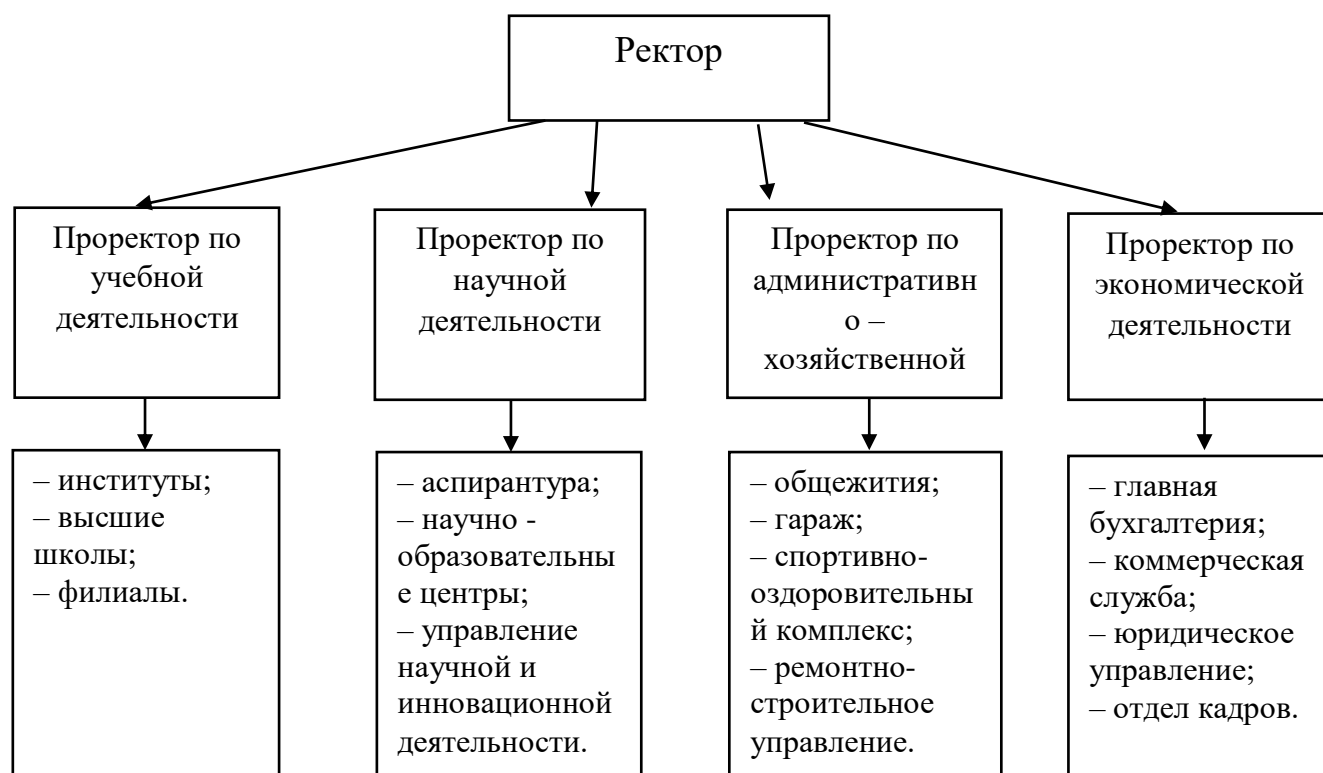 Ректор
Проректор по
учебной
деятельности
Проректор по
научной
деятельности
Проректор по
административн
о –
хозяйственной
Проректор по
экономической
деятельности
– институты;
– высшие
школы;
– филиалы.
– аспирантура;
– научно -
образовательны
е центры;
– управление
научной и
инновационной
деятельности.
– общежития;
– гараж;
– спортивно-
оздоровительны
й комплекс;
– ремонтно-
строительное
управление.
– главная
бухгалтерия;
– коммерческая
служба;
– юридическое
управление;
– отдел кадров.